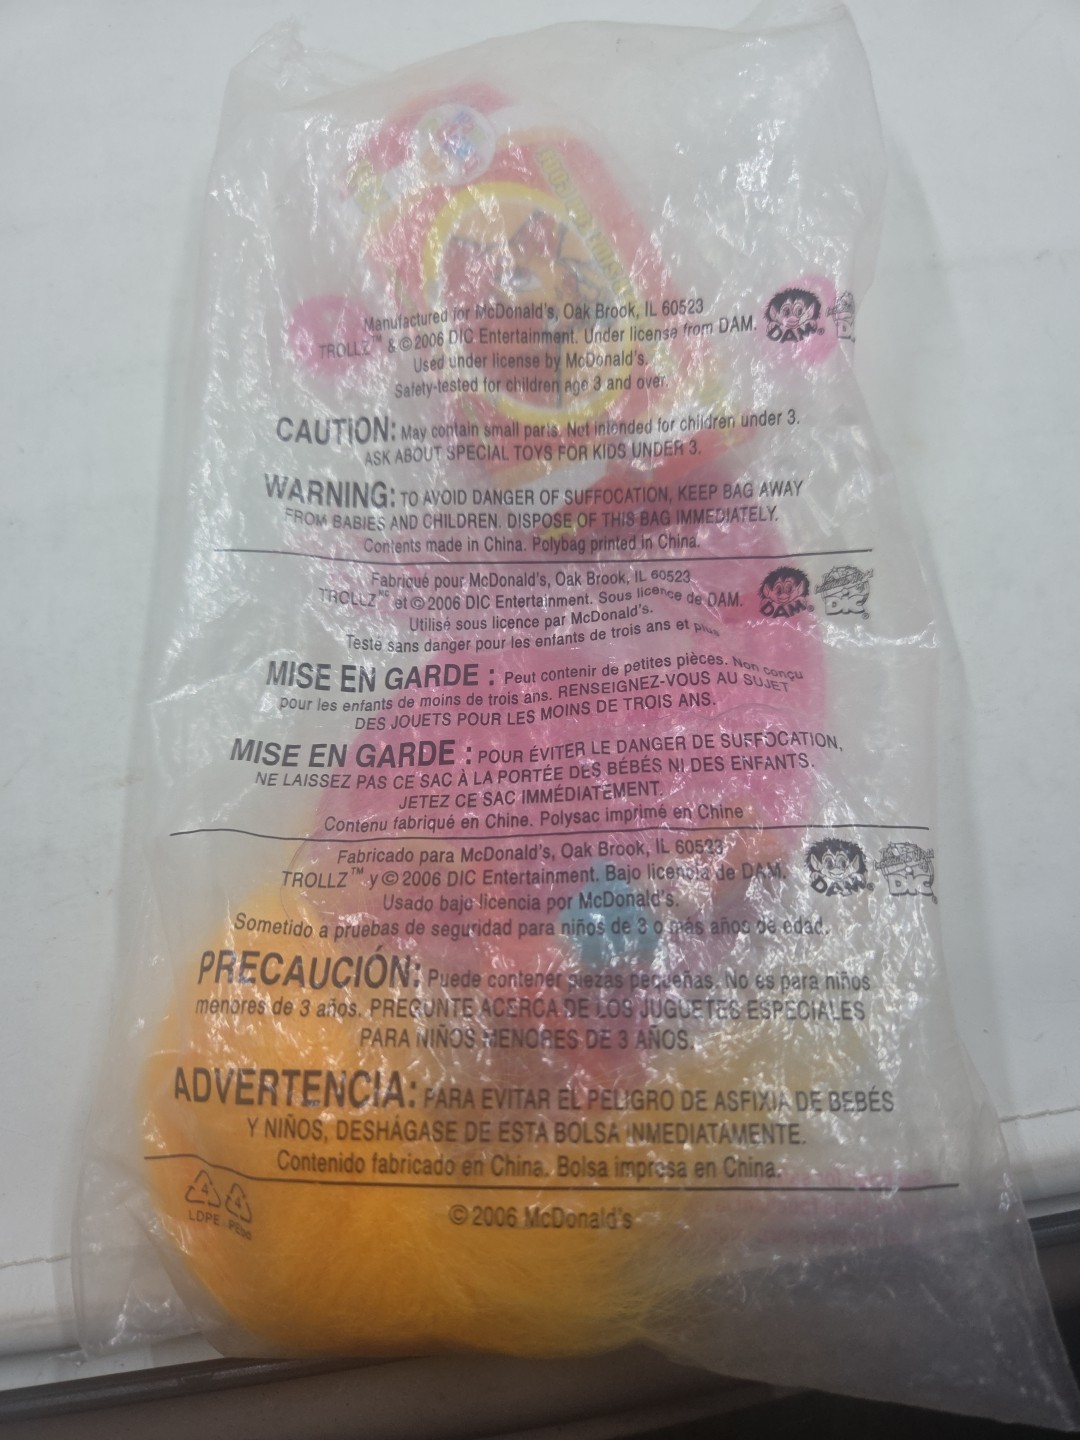 Manufactured for McDonald's, Oak Brook, IL 60523
TROLLZ™ & © 2006 DIC Entertainment. Under license from DAM.
Used under license by McDonald's.
Safety-tested for children age 3 and over.
DAM®
CAUTION: May contain small parts. Not intended for children under 3.
ASK ABOUT SPECIAL TOYS FOR KIDS UNDER 3.
WARNING: TO AVOID DANGER OF SUFFOCATION, KEEP BAG AWAY
FROM BABIES AND CHILDREN. DISPOSE OF THIS BAG IMMEDIATELY.
Contents made in China. Polybag printed in China.
Fabriqué pour McDonald's, Oak Brook, IL 60523
TROLLZ MC et © 2006 DIC Entertainment. Sous licence de DAM.
Utilisé sous licence par McDonald's.
Testé sans danger pour les enfants de trois ans et plus
DAM® DIC®
MISE EN GARDE : Peut contenir de petites pièces. Non conçu
pour les enfants de moins de trois ans. RENSEIGNEZ-VOUS AU SUJET
DES JOUETS POUR LES MOINS DE TROIS ANS.
MISE EN GARDE : POUR ÉVITER LE DANGER DE SUFFOCATION,
NE LAISSEZ PAS CE SAC À LA PORTÉE DES BÉBÉS NI DES ENFANTS.
JETEZ CE SAC IMMÉDIATEMENT.
Contenu fabriqué en Chine. Polysac imprimé en Chine
Fabricado para McDonald's, Oak Brook, IL 60523
TROLLZ™ y © 2006 DIC Entertainment. Bajo licencia de DAM.
Usado bajo licencia por McDonald's.
Sometido a pruebas de seguridad para niños de 3 o más años de edad.
DAM® DIC®
PRECAUCIÓN: Puede contener piezas pequeñas. No es para niños
menores de 3 años. PREGUNTE ACERCA DE LOS JUGUETES ESPECIALES
PARA NIÑOS MENORES DE 3 AÑOS.
ADVERTENCIA: PARA EVITAR EL PELIGRO DE ASFIXIA DE BEBÉS
Y NIÑOS, DESHÁGASE DE ESTA BOLSA INMEDIATAMENTE.
Contenido fabricado en China. Bolsa impresa en China.
4 4
LDPE PEBD
© 2006 McDonald's